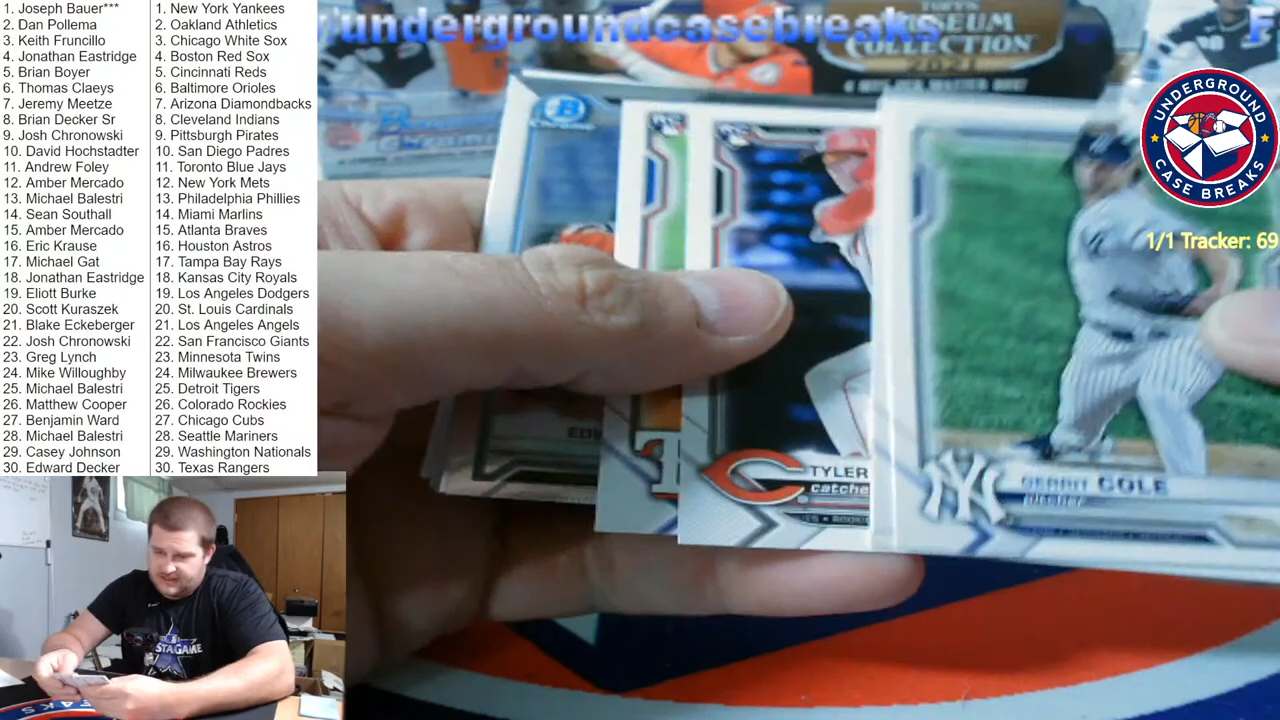 1. Joseph Bauer***
2. Dan Pollema
3. Keith Fruncillo
4. Jonathan Eastridge
5. Brian Boyer
6. Thomas Claeys
7. Jeremy Meetze
8. Brian Decker Sr
9. Josh Chronowski
10. David Hochstadter
11. Andrew Foley
12. Amber Mercado
13. Michael Balestri
14. Sean Southall
15. Amber Mercado
16. Eric Krause
17. Michael Gat
18. Jonathan Eastridge
19. Eliott Burke
20. Scott Kuraszek
21. Blake Eckeberger
22. Josh Chronowski
23. Greg Lynch
24. Mike Willoughby
25. Michael Balestri
26. Matthew Cooper
27. Benjamin Ward
28. Michael Balestri
29. Casey Johnson
30. Edward Decker
1. New York Yankees
2. Oakland Athletics
3. Chicago White Sox
4. Boston Red Sox
5. Cincinnati Reds
6. Baltimore Orioles
7. Arizona Diamondbacks
8. Cleveland Indians
9. Pittsburgh Pirates
10. San Diego Padres
11. Toronto Blue Jays
12. New York Mets
13. Philadelphia Phillies
14. Miami Marlins
15. Atlanta Braves
16. Houston Astros
17. Tampa Bay Rays
18. Kansas City Royals
19. Los Angeles Dodgers
20. St. Louis Cardinals
21. Los Angeles Angels
22. San Francisco Giants
23. Minnesota Twins
24. Milwaukee Brewers
25. Detroit Tigers
26. Colorado Rockies
27. Chicago Cubs
28. Seattle Mariners
29. Washington Nationals
30. Texas Rangers
/undergroundcasebreaks
F
MUSEUM
COLLECTION
2021
UNDERGROUND
CASE BREAKS
1/1 Tracker: 69
TYLER
catche
GERRIT COLE
pitcher
NY
C
STAGAME